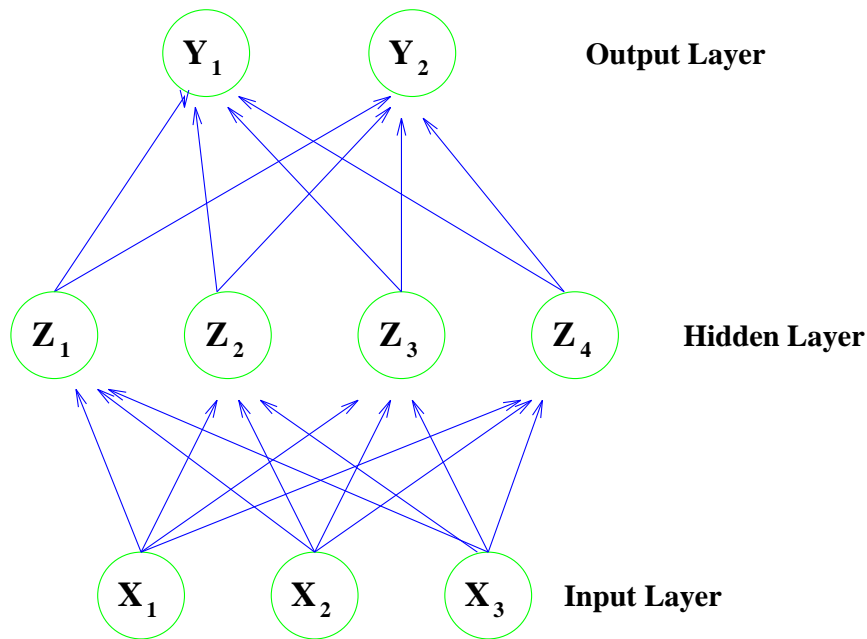 Y₁ Y₂ Output Layer
Z₁ Z₂ Z₃ Z₄ Hidden Layer
X₁ X₂ X₃ Input Layer